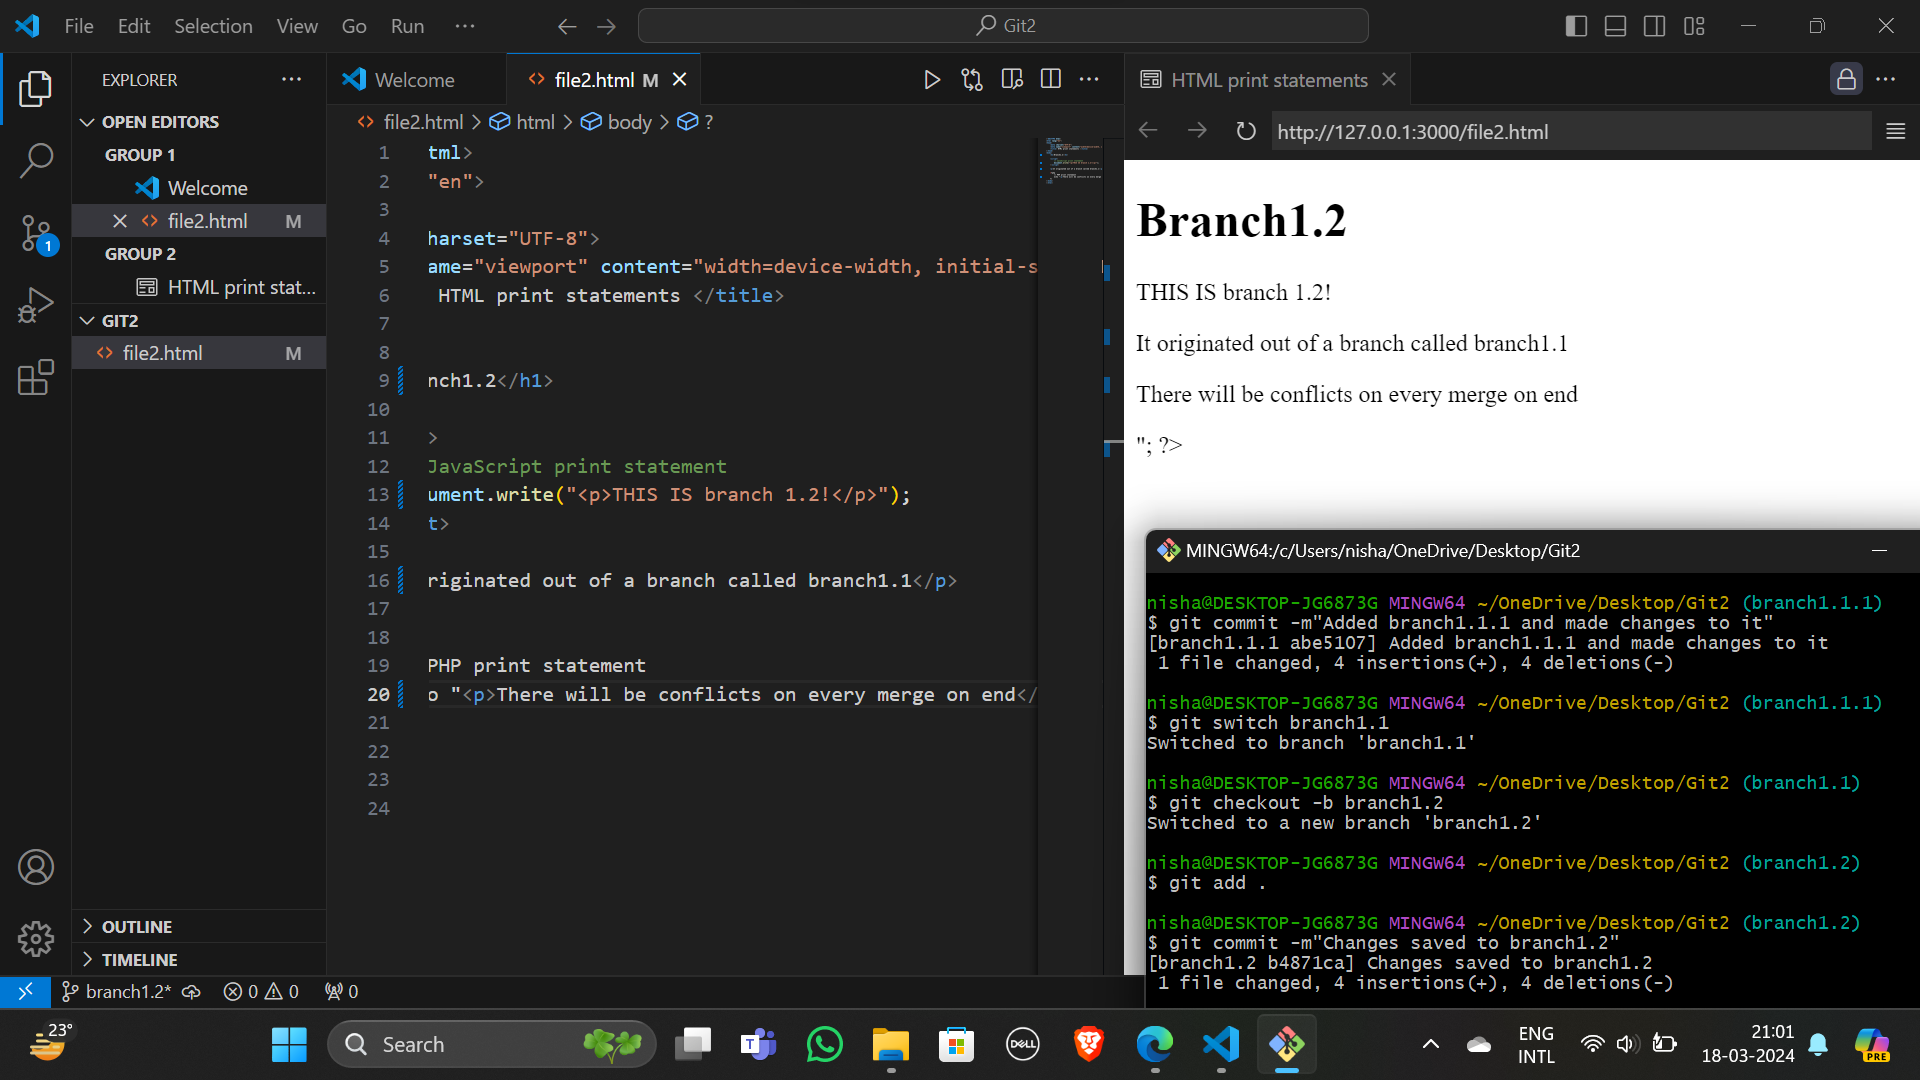 File Edit Selection View Go Run ··· Git2
EXPLORER ···
OPEN EDITORS
GROUP 1
Welcome
file2.html M
GROUP 2
HTML print stat...
GIT2
file2.html M
OUTLINE
TIMELINE
1
Welcome
file2.html M
file2.html > html > body > ?
1 tml>
2 "en">
3
4 harset="UTF-8">
5 ame="viewport" content="width=device-width, initial-s
6 HTML print statements </title>
7
8
9 nch1.2</h1>
10
11 >
12 JavaScript print statement
13 ument.write("<p>THIS IS branch 1.2!</p>");
14 t>
15
16 riginated out of a branch called branch1.1</p>
17
18
19 PHP print statement
20 o "<p>There will be conflicts on every merge on end</
21
22
23
24
HTML print statements
http://127.0.0.1:3000/file2.html
Branch1.2
THIS IS branch 1.2!
It originated out of a branch called branch1.1
There will be conflicts on every merge on end
"; ?>
MINGW64:/c/Users/nisha/OneDrive/Desktop/Git2
nisha@DESKTOP-JG6873G MINGW64 ~/OneDrive/Desktop/Git2 (branch1.1.1)
$ git commit -m"Added branch1.1.1 and made changes to it"
[branch1.1.1 abe5107] Added branch1.1.1 and made changes to it
1 file changed, 4 insertions(+), 4 deletions(-)
nisha@DESKTOP-JG6873G MINGW64 ~/OneDrive/Desktop/Git2 (branch1.1.1)
$ git switch branch1.1
Switched to branch 'branch1.1'
nisha@DESKTOP-JG6873G MINGW64 ~/OneDrive/Desktop/Git2 (branch1.1)
$ git checkout -b branch1.2
Switched to a new branch 'branch1.2'
nisha@DESKTOP-JG6873G MINGW64 ~/OneDrive/Desktop/Git2 (branch1.2)
$ git add .
nisha@DESKTOP-JG6873G MINGW64 ~/OneDrive/Desktop/Git2 (branch1.2)
$ git commit -m"Changes saved to branch1.2"
[branch1.2 b4871ca] Changes saved to branch1.2
1 file changed, 4 insertions(+), 4 deletions(-)
branch1.2* 0 0 0
23°
Search
DELL
ENG
INTL
21:01
18-03-2024
PRE